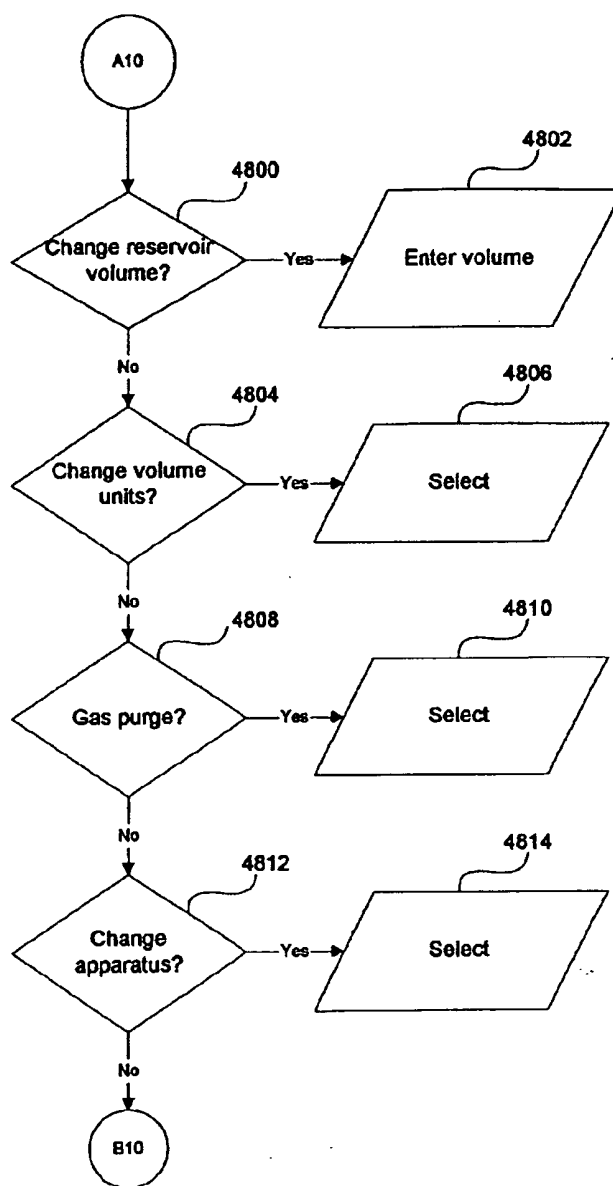 A10
4800
4802
Change reservoir
volume?
Yes
Enter volume
No
4804
4806
Change volume
units?
Yes
Select
No
4808
4810
Gas purge?
Yes
Select
No
4812
4814
Change
apparatus?
Yes
Select
No
B10